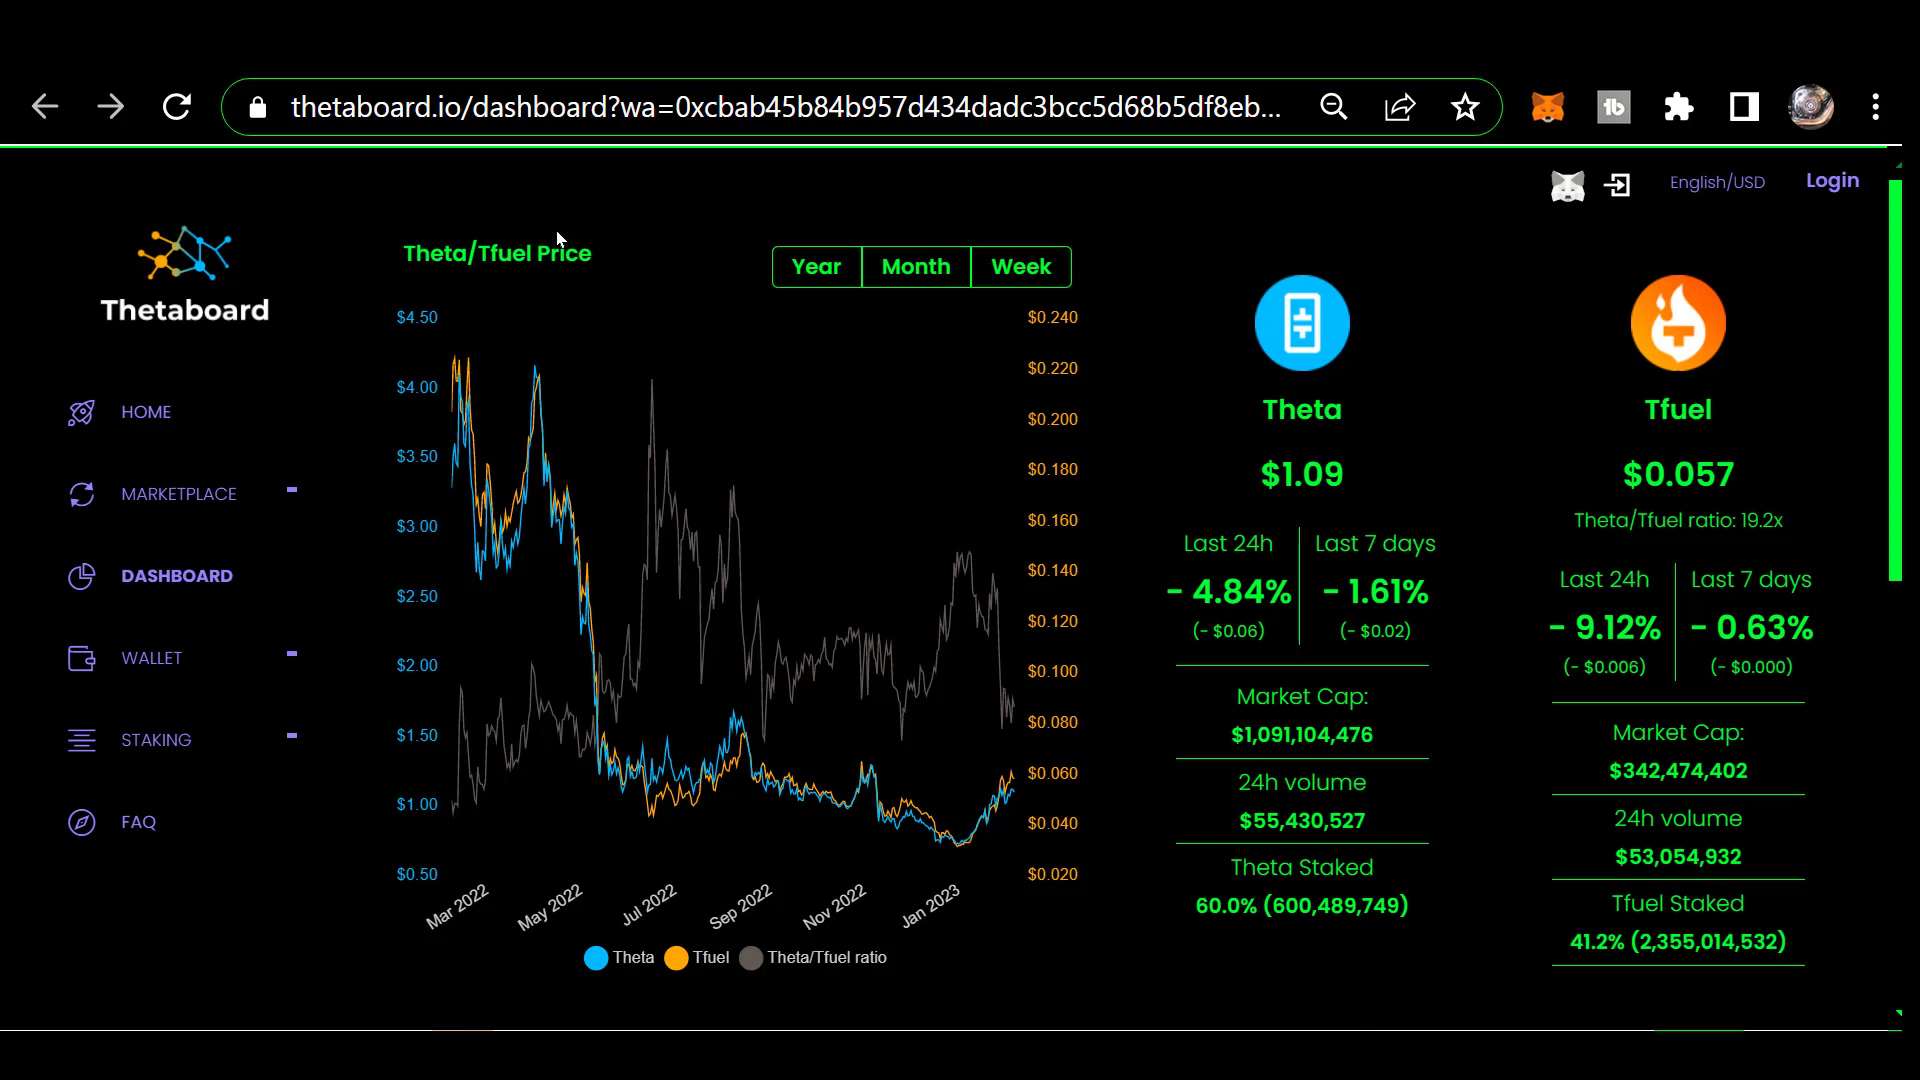 thetaboard.io/dashboard?wa=0xcbab45b84b957d434dadc3bcc5d68b5df8eb...
English/USD
Login
Thetaboard
HOME
MARKETPLACE
DASHBOARD
WALLET
STAKING
FAQ
Theta/Tfuel Price
Year Month Week
$4.50
$4.00
$3.50
$3.00
$2.50
$2.00
$1.50
$1.00
$0.50
$0.240
$0.220
$0.200
$0.180
$0.160
$0.140
$0.120
$0.100
$0.080
$0.060
$0.040
$0.020
Mar 2022 May 2022 Jul 2022 Sep 2022 Nov 2022 Jan 2023
Theta Tfuel Theta/Tfuel ratio
Theta
$1.09
Last 24h Last 7 days
- 4.84% - 1.61%
(- $0.06) (- $0.02)
Market Cap:
$1,091,104,476
24h volume
$55,430,527
Theta Staked
60.0% (600,489,749)
Tfuel
$0.057
Theta/Tfuel ratio: 19.2x
Last 24h Last 7 days
- 9.12% - 0.63%
(- $0.006) (- $0.000)
Market Cap:
$342,474,402
24h volume
$53,054,932
Tfuel Staked
41.2% (2,355,014,532)